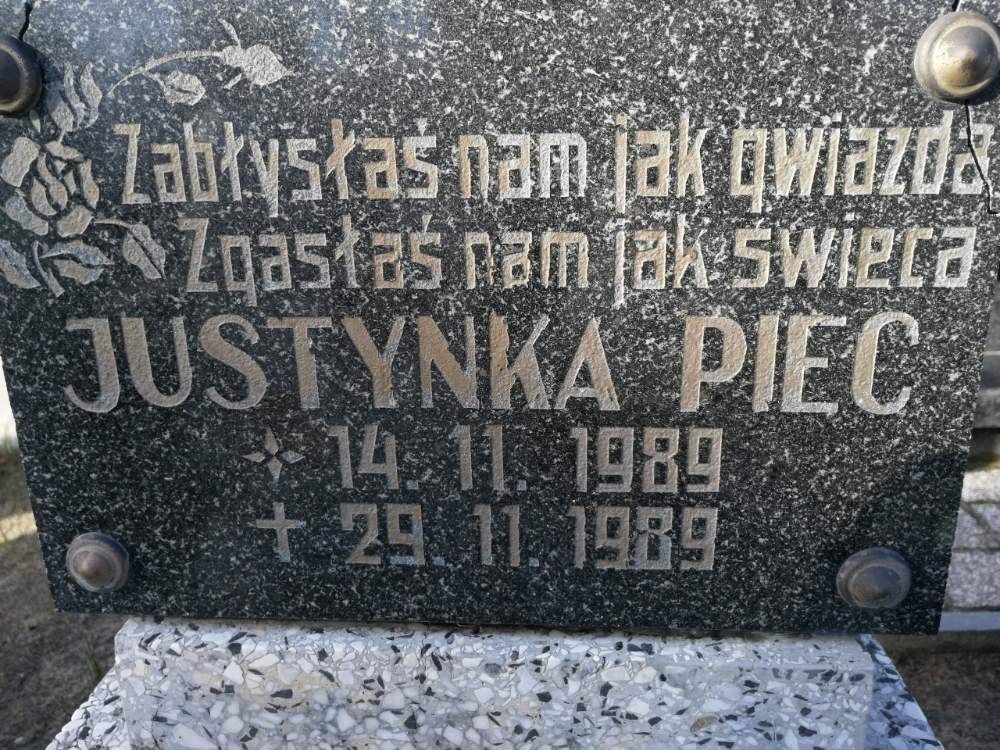 Zabłysłaś nam jak gwiazda
Zgasłaś nam jak świeca
JUSTYNKA PIEC
14. 11. 1989
29. 11. 1989